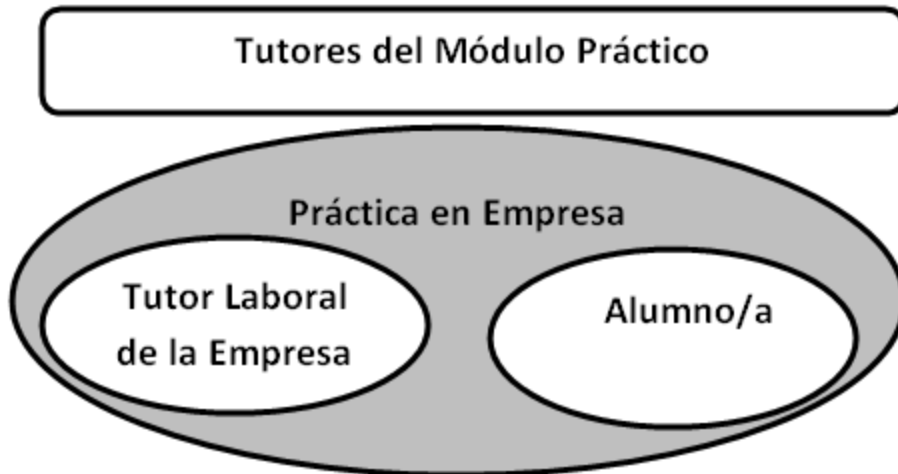 Tutores del Módulo Práctico
Práctica en Empresa
Tutor Laboral
de la Empresa
Alumno/a